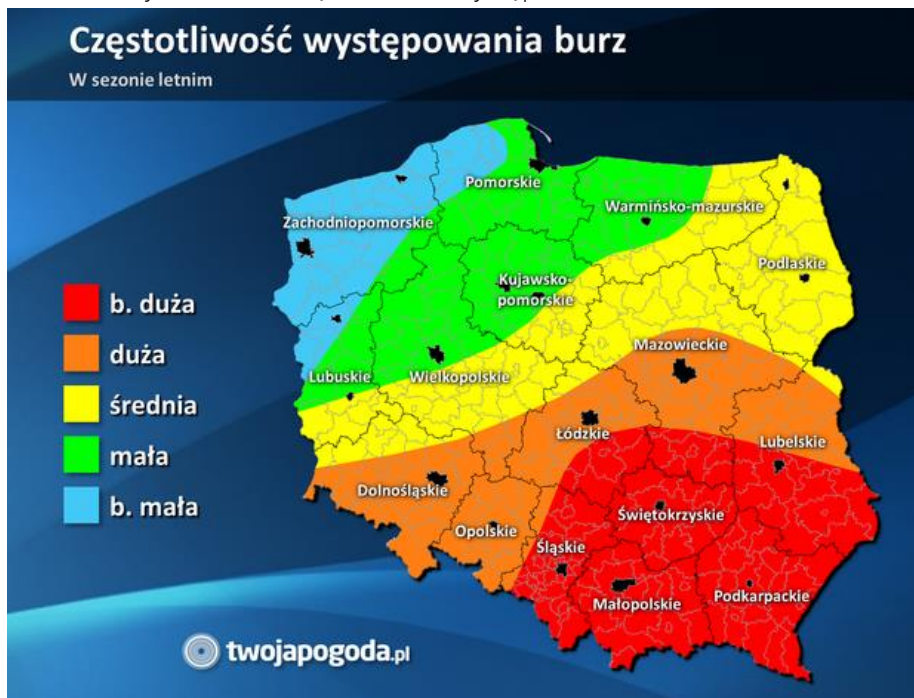 Częstotliwość występowania burz
W sezonie letnim
Pomorskie
Warmińsko-mazurskie
Zachodniopomorskie
Podlaskie
Kujawsko-
pomorskie
b. duża
duża
średnia
mała
b. mała
Mazowieckie
Lubuskie
Wielkopolskie
Łódzkie
Lubelskie
Dolnośląskie
Świętokrzyskie
Opolskie
Śląskie
Małopolskie
Podkarpackie
twojapogoda.pl